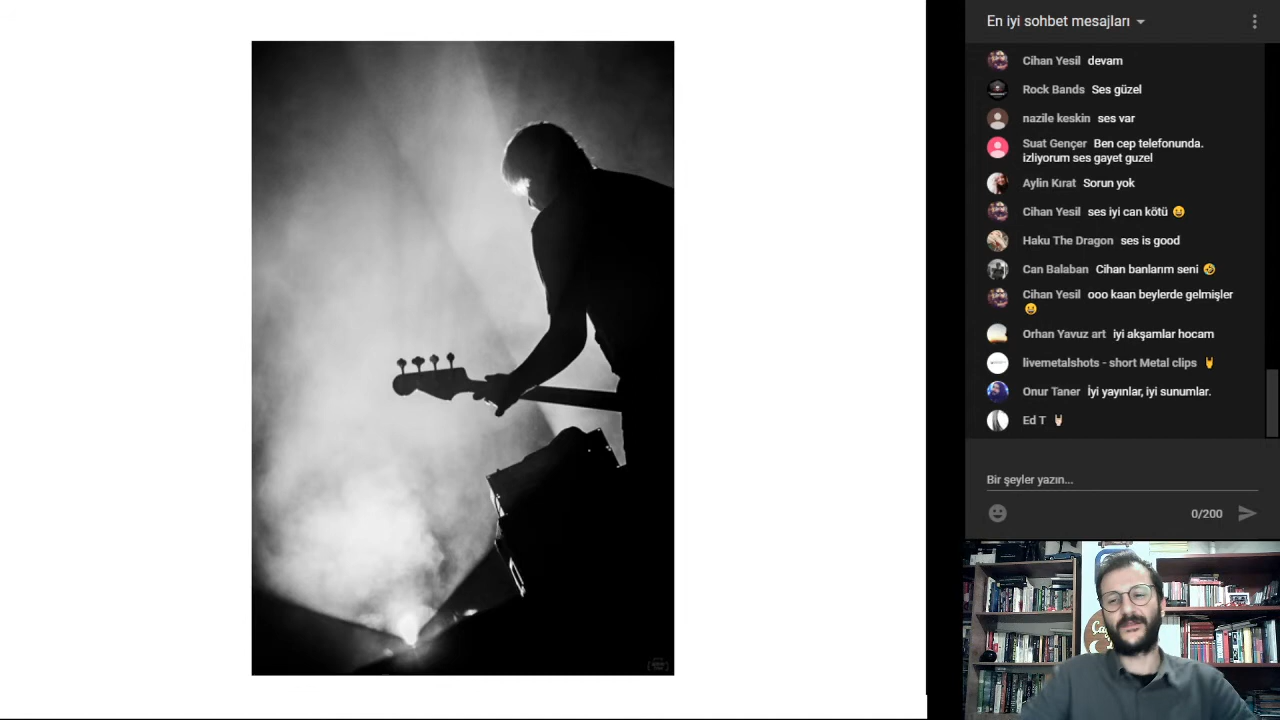 En iyi sohbet mesajları
Cihan Yesil devam
Rock Bands Ses güzel
nazile keskin ses var
Suat Gençer Ben cep telefonunda.
izliyorum ses gayet guzel
Aylin Kırat Sorun yok
Cihan Yesil ses iyi can kötü 😆
Haku The Dragon ses is good
Can Balaban Cihan banlarım seni 🤣
Cihan Yesil ooo kaan beylerde gelmişler
😆
Orhan Yavuz art iyi akşamlar hocam
livemetalshots - short Metal clips 🤘
Onur Taner İyi yayınlar, iyi sunumlar.
Ed T 🤘🏻
Bir şeyler yazın...
0/200